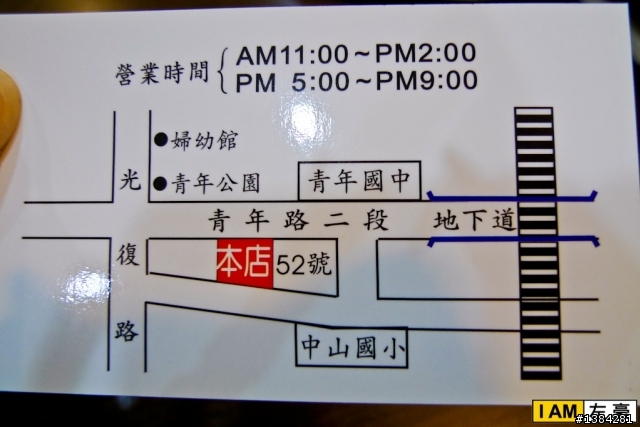 營業時間 AM11:00~PM2:00
PM 5:00~PM9:00
婦幼館
青年公園
青年國中
光復路
青年路二段
地下道
本店 52號
中山國小
I AM 左豪
#1384281